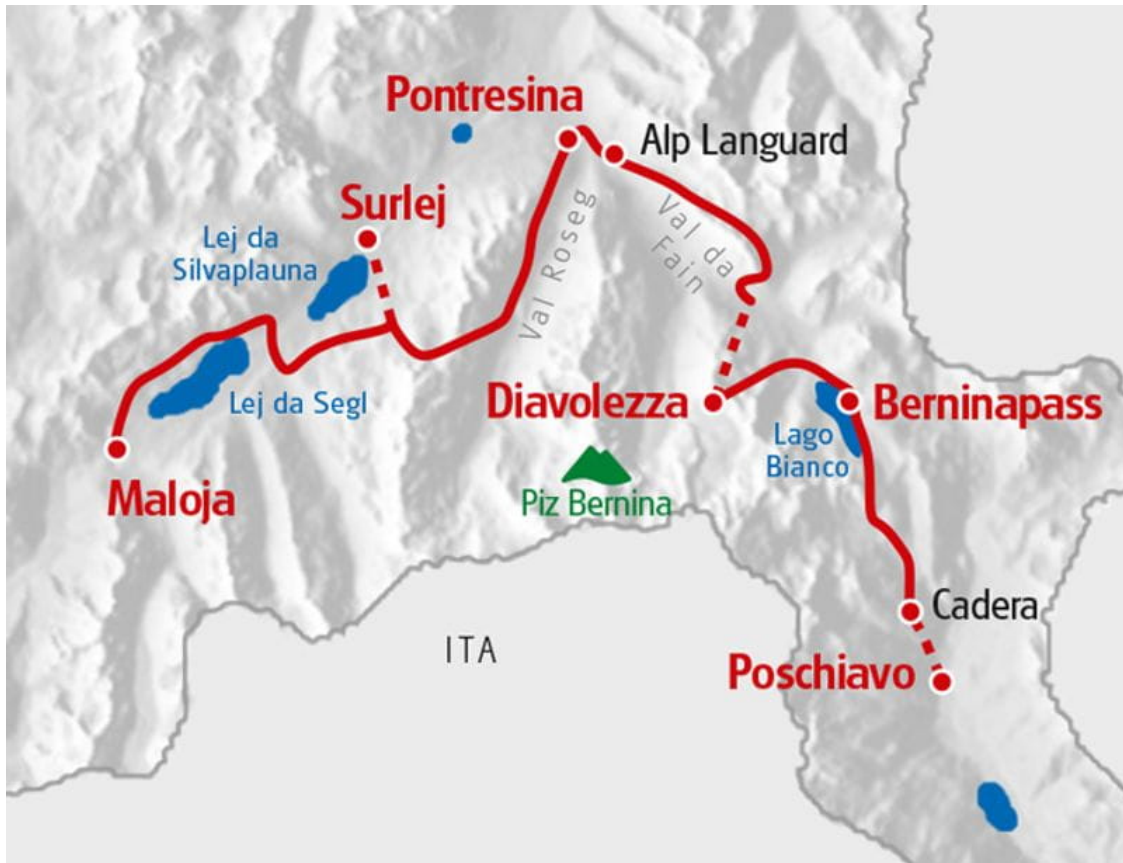 Pontresina
Alp Languard
Surlej
Lej da
Silvaplauna
Val Roseg
Val da
Fain
Lej da Segl
Diavolezza
Berninapass
Lago
Bianco
Maloja
Piz Bernina
Cadera
ITA
Poschiavo